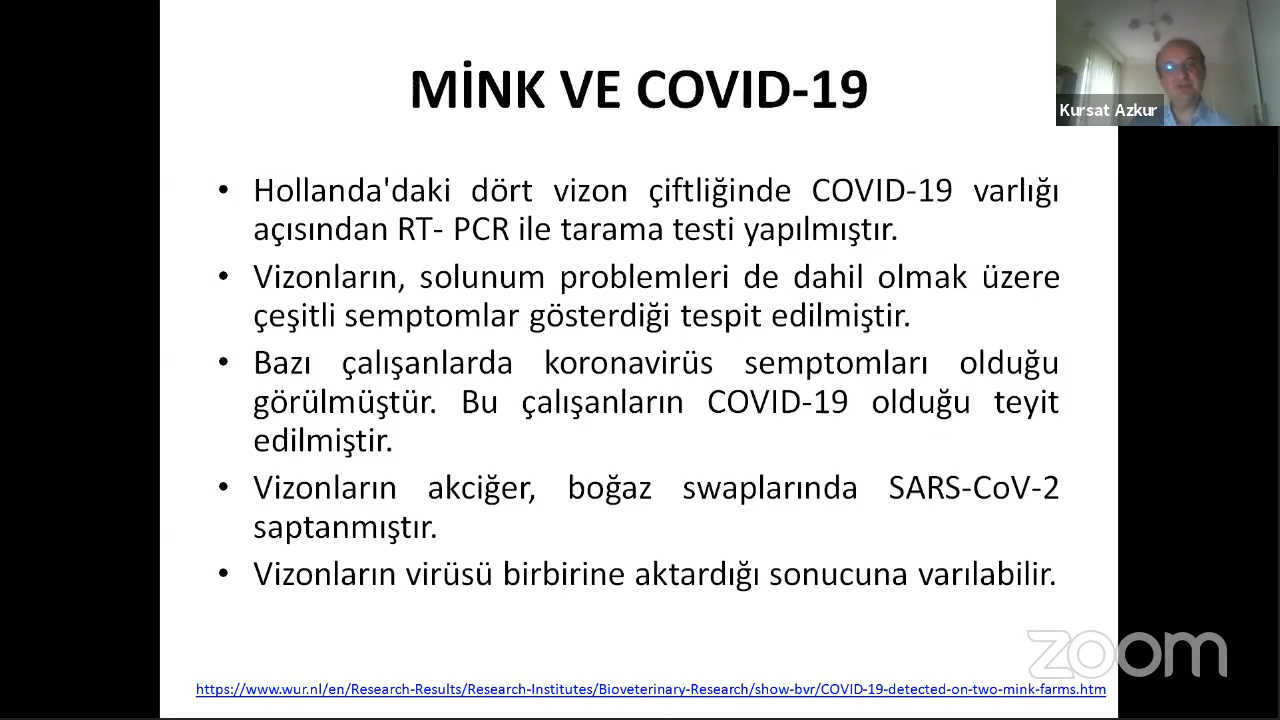 MİNK VE COVID-19
Kursat Azkur
• Hollanda'daki dört vizon çiftliğinde COVID-19 varlığı
açısından RT- PCR ile tarama testi yapılmıştır.
• Vizonların, solunum problemleri de dahil olmak üzere
çeşitli semptomlar gösterdiği tespit edilmiştir.
• Bazı çalışanlarda koronavirüs semptomları olduğu
görülmüştür. Bu çalışanların COVID-19 olduğu teyit
edilmiştir.
• Vizonların akciğer, boğaz swaplarında SARS-CoV-2
saptanmıştır.
• Vizonların virüsü birbirine aktardığı sonucuna varılabilir.
zoom
https://www.wur.nl/en/Research-Results/Research-Institutes/Bioveterinary-Research/show-bvr/COVID-19-detected-on-two-mink-farms.htm